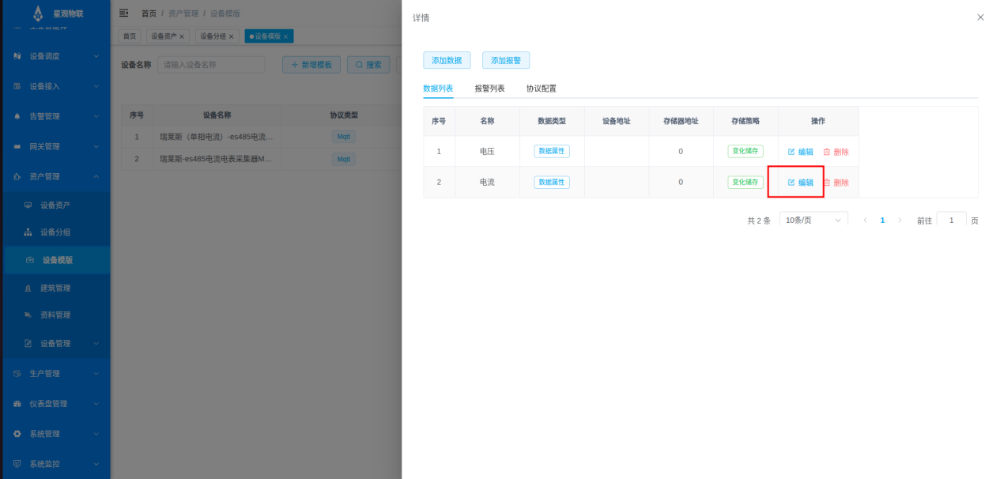 星观物联
设备调度
设备接入
告警管理
网关管理
资产管理
设备资产
设备分组
设备模版
建筑管理
资料管理
设备管理
生产管理
仪表盘管理
系统管理
系统监控
首页 / 资产管理 / 设备模版
首页 设备资产 × 设备分组 × 设备模版 ×
设备名称 请输入设备名称 + 新增模板 搜索
序号 设备名称 协议类型
1 瑞莱斯（单相电流）-es485电流... Mqtt
2 瑞莱斯-es485电流电表采集器M... Mqtt
详情
添加数据 添加报警
数据列表 报警列表 协议配置
序号 名称 数据类型 设备地址 存储器地址 存储策略 操作
1 电压 数据属性 0 变化储存 编辑 删除
2 电流 数据属性 0 变化储存 编辑 删除
共 2 条 10条/页 < 1 > 前往 1 页